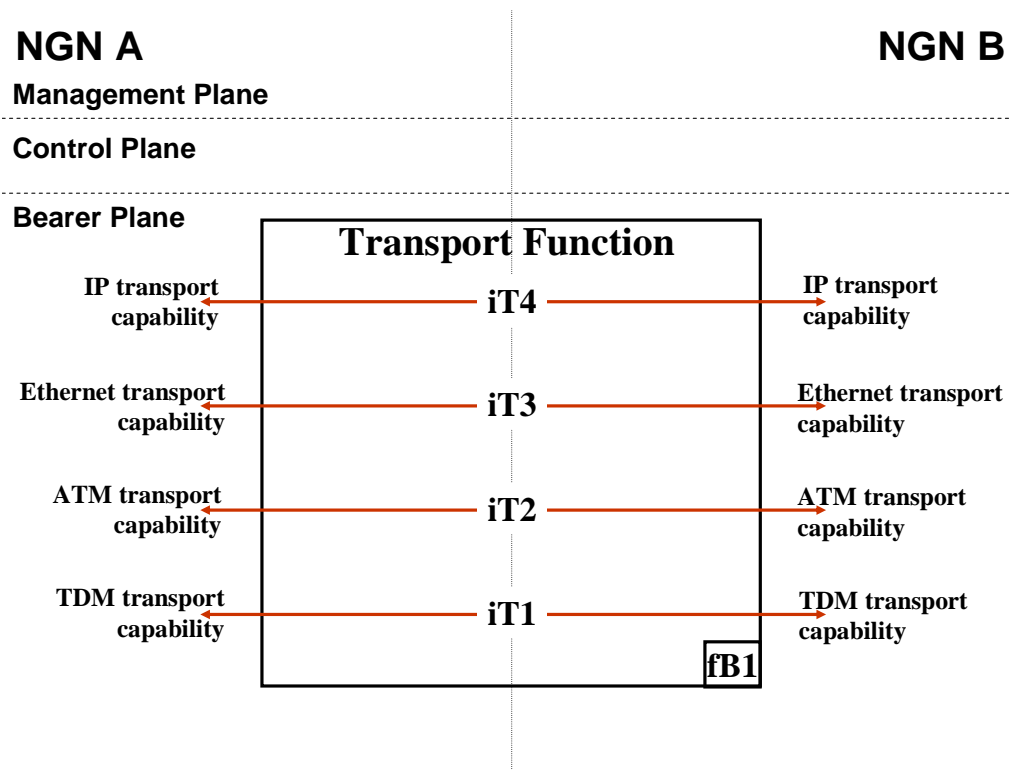 NGN A
NGN B
Management Plane
Control Plane
Bearer Plane
Transport Function
IP transport
capability
iT4
IP transport
capability
Ethernet transport
capability
iT3
Ethernet transport
capability
ATM transport
capability
iT2
ATM transport
capability
TDM transport
capability
iT1
TDM transport
capability
fB1